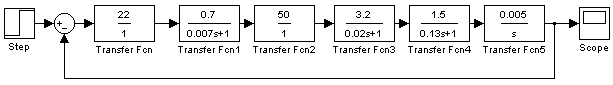 22 0.7 50 3.2 1.5 0.005
1 0.007s+1 1 0.02s+1 0.13s+1 s
Step Transfer Fcn Transfer Fcn1 Transfer Fcn2 Transfer Fcn3 Transfer Fcn4 Transfer Fcn5 Scope